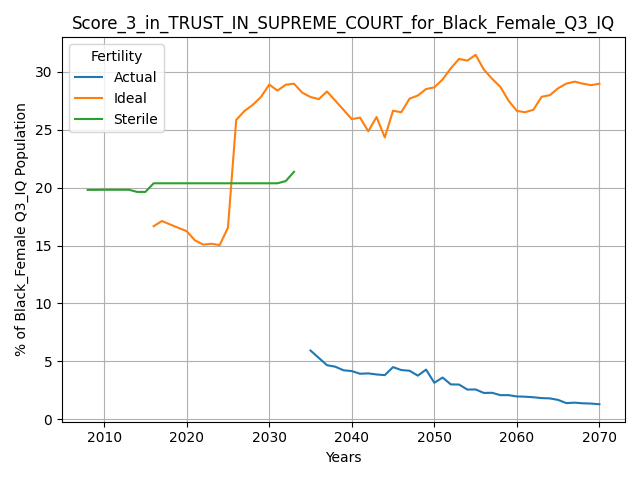 Score_3_in_TRUST_IN_SUPREME_COURT_for_Black_Female_Q3_IQ
Fertility
Actual
Ideal
Sterile
% of Black_Female Q3_IQ Population
30
25
20
15
10
5
0
2010 2020 2030 2040 2050 2060 2070
Years